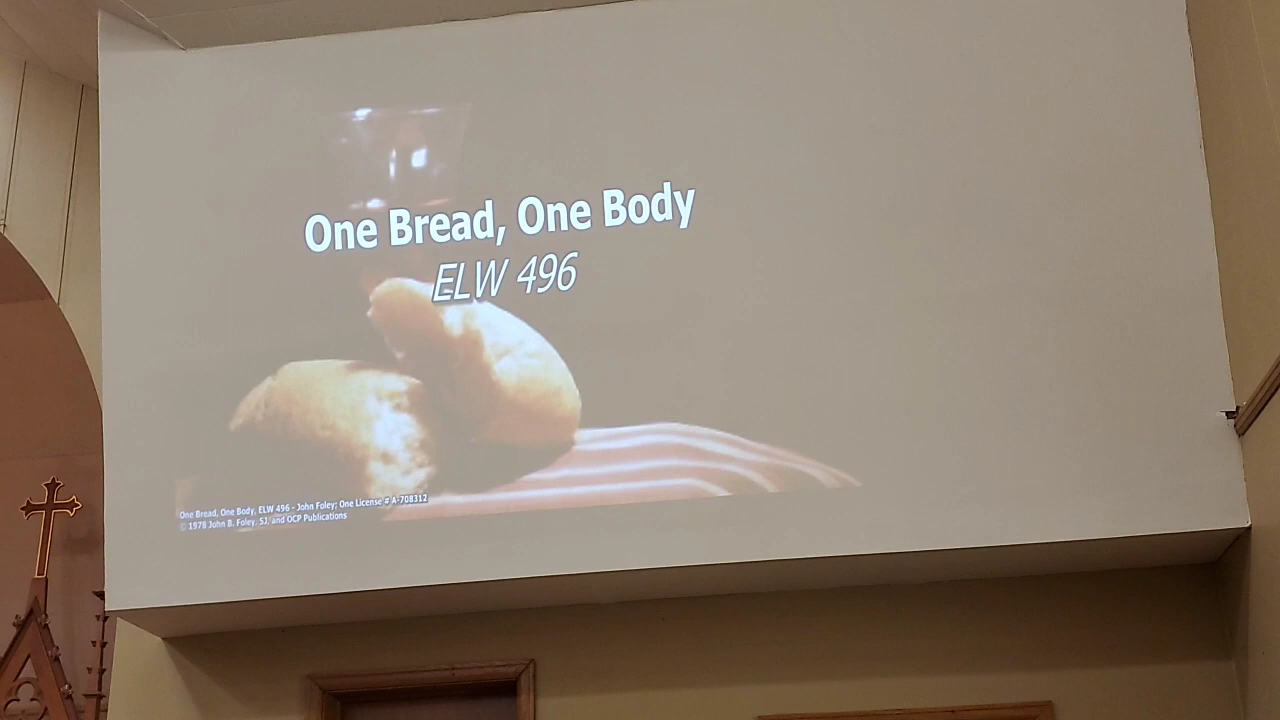 One Bread, One Body
ELW 496
One Bread, One Body, ELW 496 - John Foley; One License # A-708312
© 1978 John B. Foley, SJ, and OCP Publications